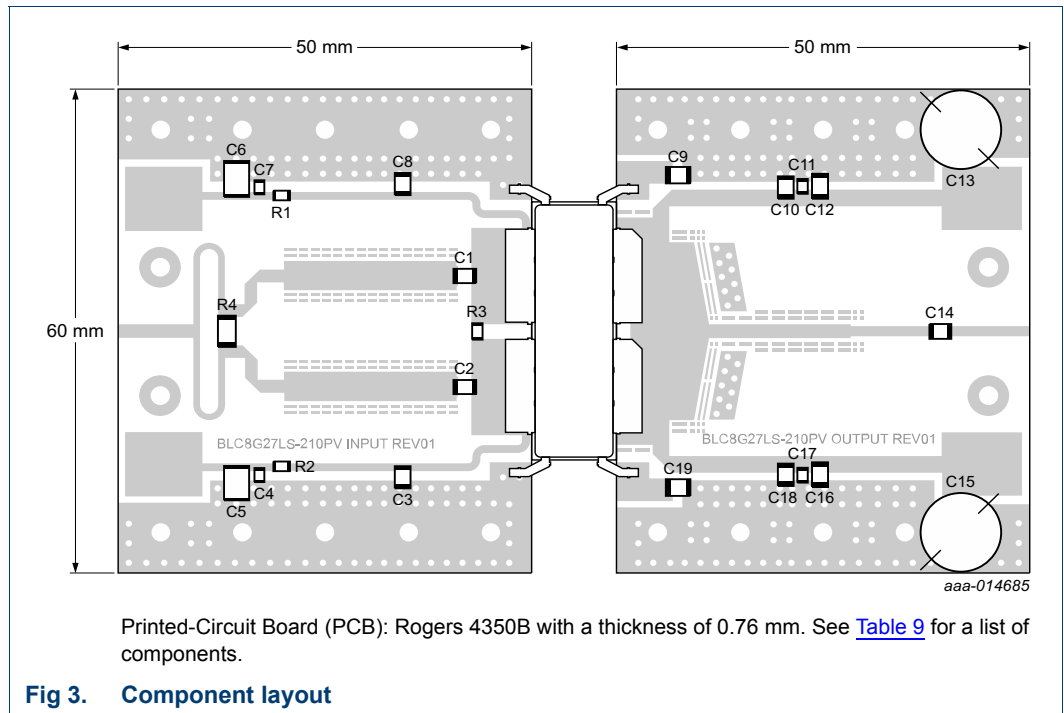 50 mm
50 mm
60 mm
C6
C7
R1
C8
C9
C11
C10
C12
C13
C1
R4
R3
C14
C2
BLC8G27LS-210PV INPUT REV01
BLC8G27LS-210PV OUTPUT REV01
R2
C4
C5
C3
C19
C17
C18
C16
C15
aaa-014685
Printed-Circuit Board (PCB): Rogers 4350B with a thickness of 0.76 mm. See Table 9 for a list of
components.
Fig 3. Component layout